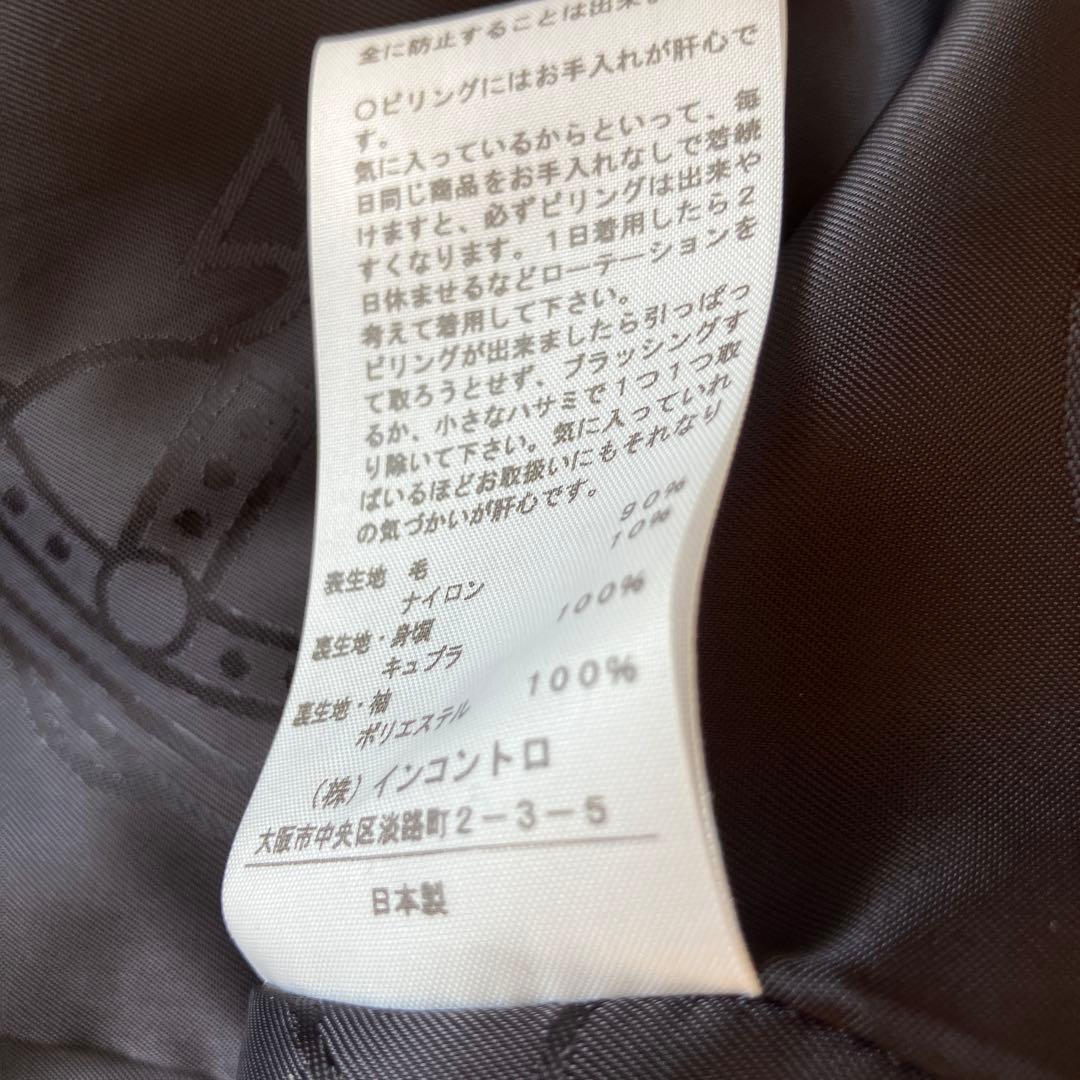 全に防止することは出来ま
○ピリングにはお手入れが肝心で
す。
気に入っているからといって、毎
日同じ商品をお手入れなしで着続
けますと、必ずピリングは出来や
すくなります。1日着用したら2
日休ませるなどローテーションを
考えて着用して下さい。
ピリングが出来ましたら引っぱっ
て取ろうとせず、ブラッシングす
るか、小さなハサミで1つ1つ取
り除いて下さい。気に入っていれ
ばいるほどお取扱いにもそれなり
の気づかいが肝心です。
表生地 毛 90%
ナイロン 10%
裏生地・身頃
キュプラ 100%
裏生地・袖
ポリエステル 100%
(株)インコントロ
大阪市中央区淡路町2-3-5
日本製